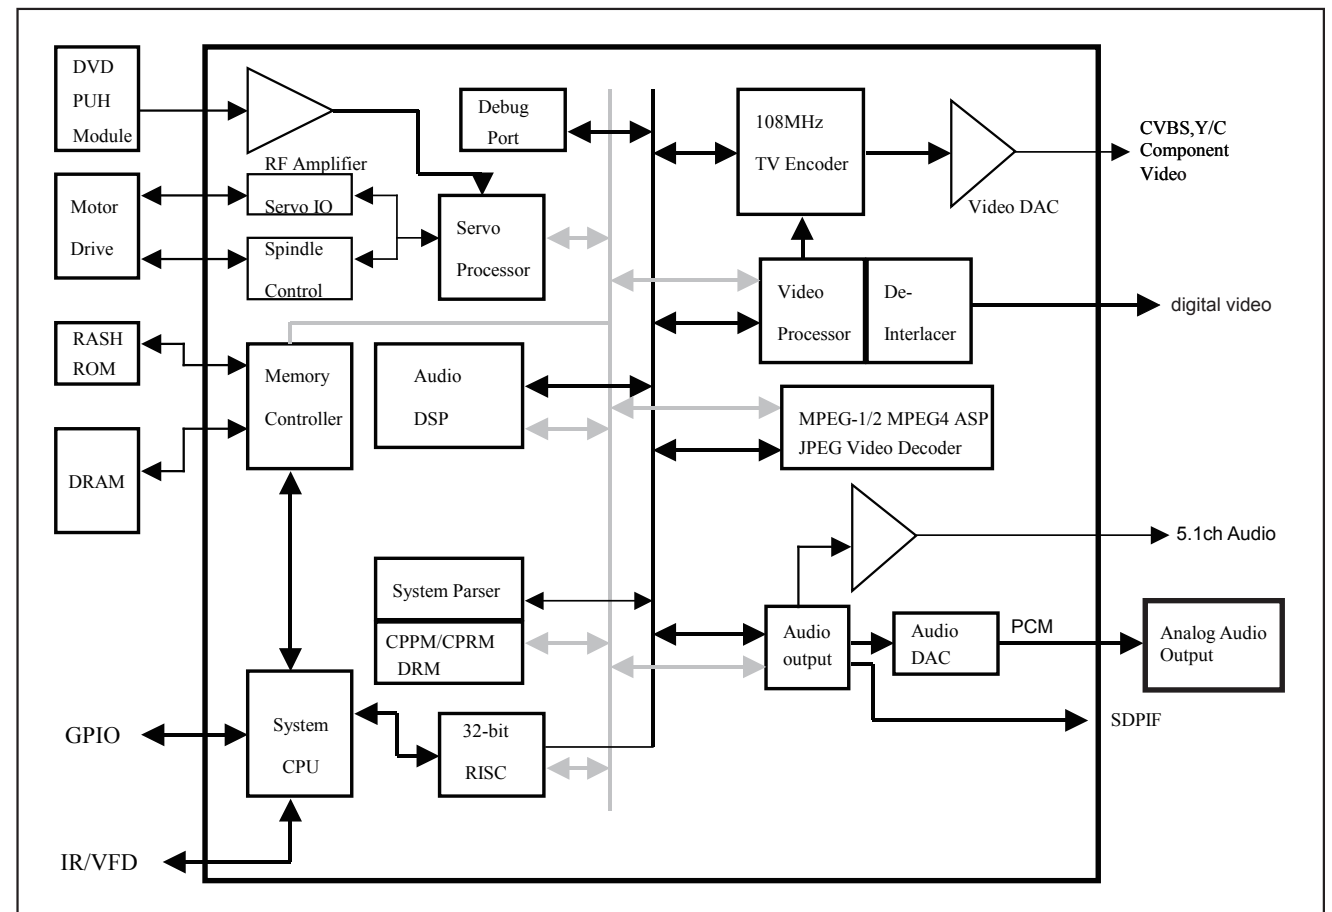 DVD
PUH
Module
RF Amplifier
Debug
Port
108MHz
TV Encoder
Video DAC
CVBS,Y/C
Component
Video
Motor
Drive
Servo IO
Spindle
Control
Servo
Processor
Video
Processor
De-
Interlacer
digital video
RASH
ROM
Memory
Controller
Audio
DSP
MPEG-1/2 MPEG4 ASP
JPEG Video Decoder
DRAM
5.1ch Audio
System Parser
CPPM/CPRM
DRM
Audio
output
Audio
DAC
PCM
Analog Audio
Output
SDPIF
GPIO
System
CPU
32-bit
RISC
IR/VFD